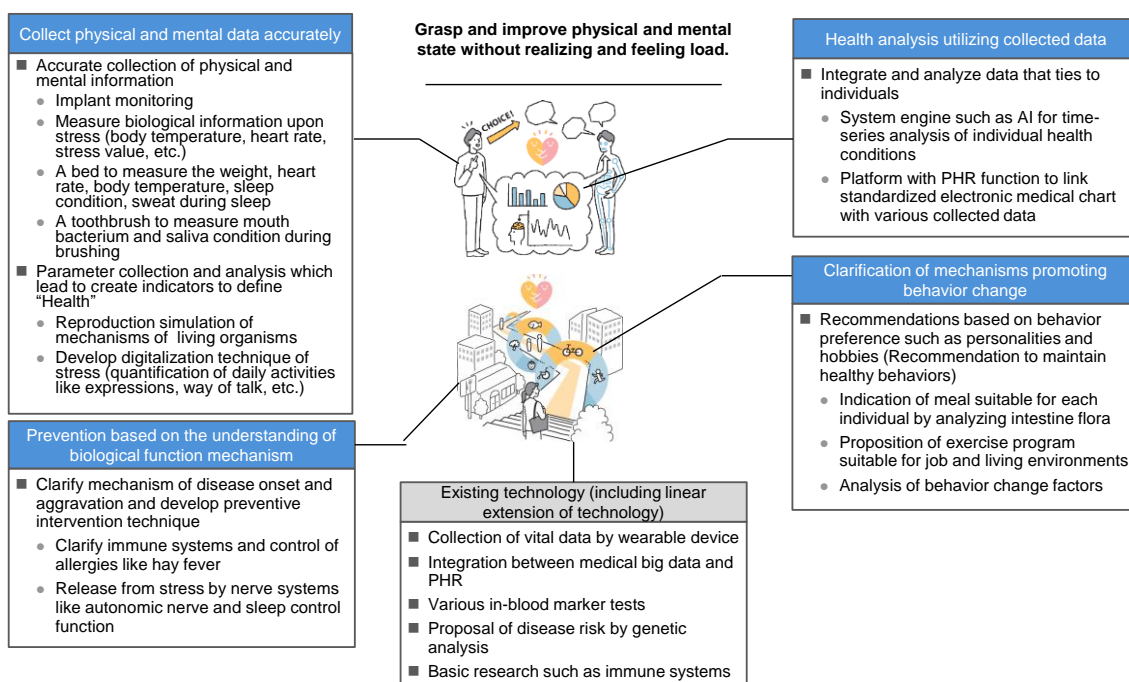 Collect physical and mental data accurately
Accurate collection of physical and
mental information
Implant monitoring
Measure biological information upon
stress (body temperature, heart rate,
stress value, etc.)
A bed to measure the weight, heart
rate, body temperature, sleep
condition, sweat during sleep
A toothbrush to measure mouth
bacterium and saliva condition during
brushing
Parameter collection and analysis which
lead to create indicators to define
“Health”
Reproduction simulation of
mechanisms of living organisms
Develop digitalization technique of
stress (quantification of daily activities
like expressions, way of talk, etc.)
Prevention based on the understanding of
biological function mechanism
Clarify mechanism of disease onset and
aggravation and develop preventive
intervention technique
Clarify immune systems and control of
allergies like hay fever
Release from stress by nerve systems
like autonomic nerve and sleep control
function
Grasp and improve physical and mental
state without realizing and feeling load.
CHOICE!
Existing technology (including linear
extension of technology)
Collection of vital data by wearable device
Integration between medical big data and
PHR
Various in-blood marker tests
Proposal of disease risk by genetic
analysis
Basic research such as immune systems
Health analysis utilizing collected data
Integrate and analyze data that ties to
individuals
System engine such as AI for time-
series analysis of individual health
conditions
Platform with PHR function to link
standardized electronic medical chart
with various collected data
Clarification of mechanisms promoting
behavior change
Recommendations based on behavior
preference such as personalities and
hobbies (Recommendation to maintain
healthy behaviors)
Indication of meal suitable for each
individual by analyzing intestine flora
Proposition of exercise program
suitable for job and living environments
Analysis of behavior change factors